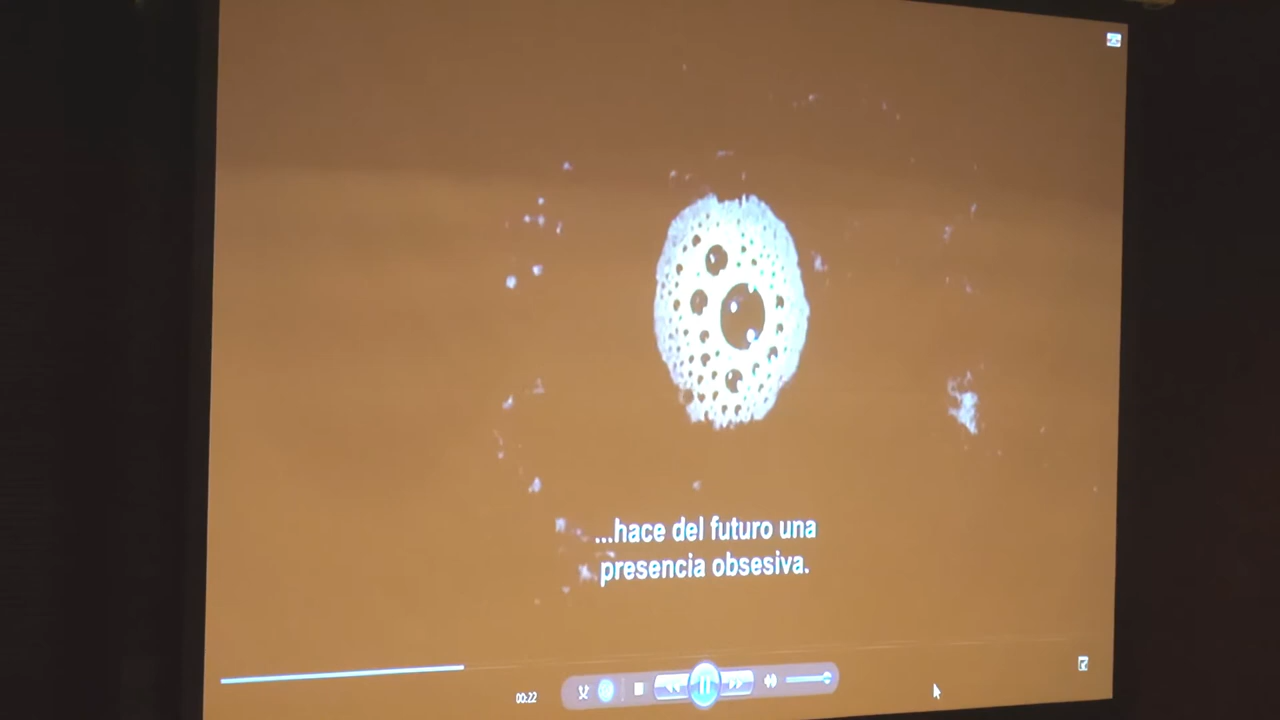 ...hace del futuro una
presencia obsesiva.
00:22